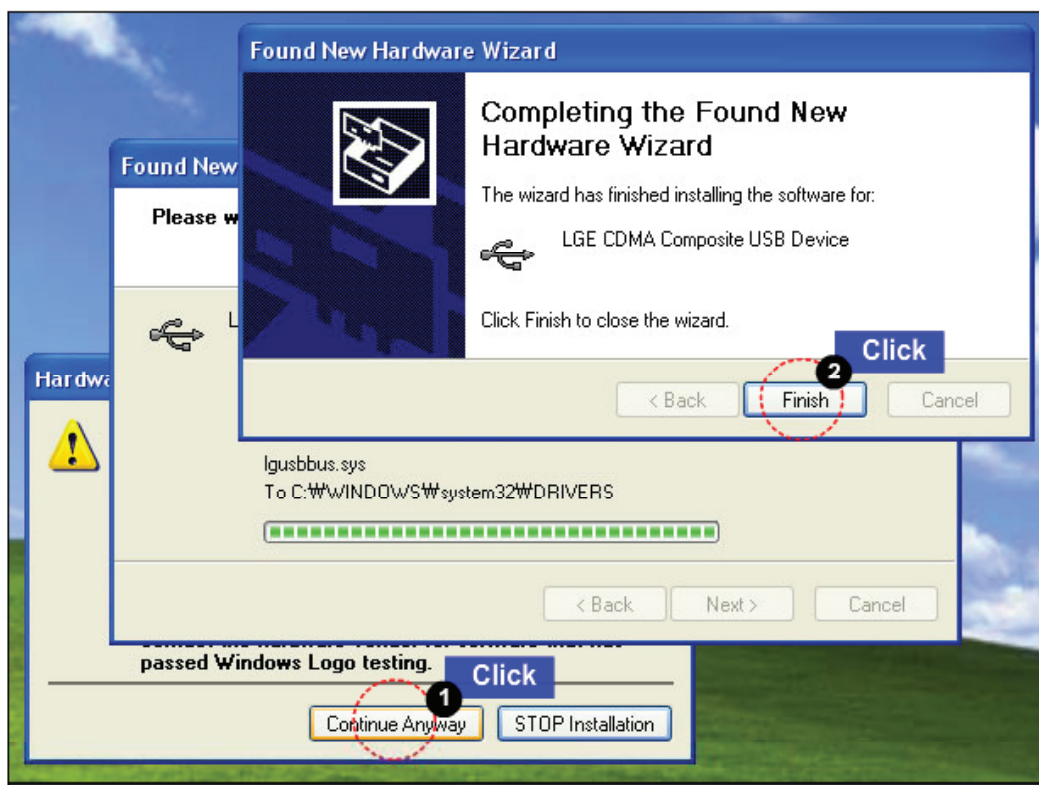 Found New Hardware Wizard
Completing the Found New
Hardware Wizard
The wizard has finished installing the software for:
LGE CDMA Composite USB Device
Click Finish to close the wizard.
Click
2
< Back
Finish
Cancel
Found New
Please w
L
lgusbbus.sys
To C:₩WINDOWS₩system32₩DRIVERS
< Back
Next >
Cancel
Hardwa
passed Windows Logo testing.
Click
1
Continue Anyway
STOP Installation